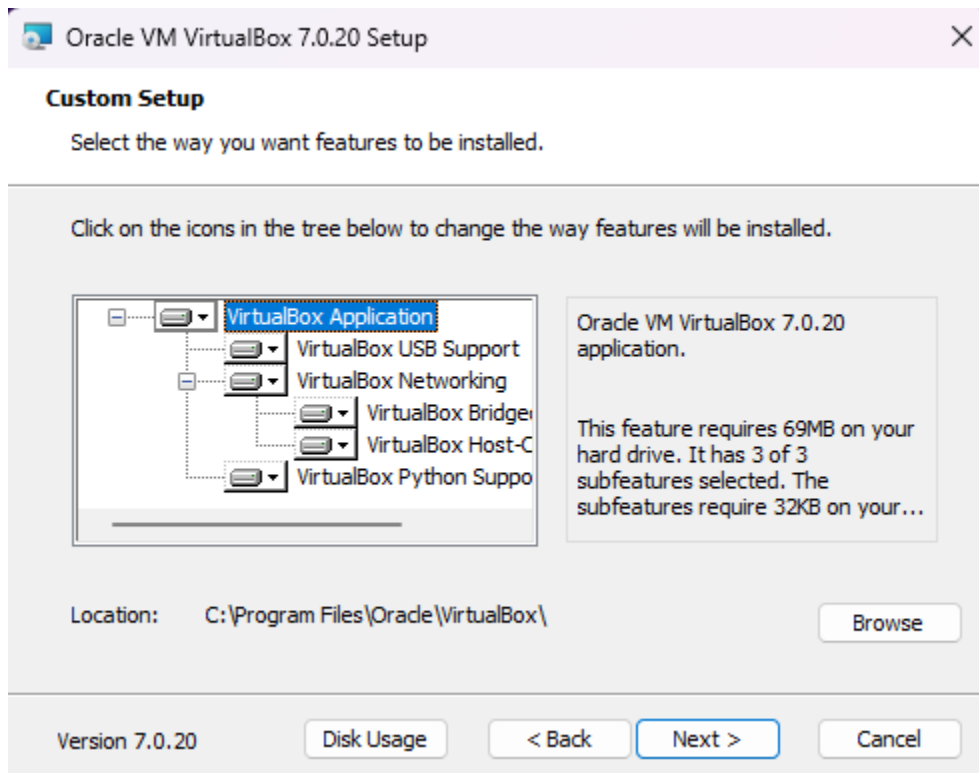 Oracle VM VirtualBox 7.0.20 Setup
Custom Setup
Select the way you want features to be installed.
Click on the icons in the tree below to change the way features will be installed.
VirtualBox Application
VirtualBox USB Support
VirtualBox Networking
VirtualBox Bridge
VirtualBox Host-C
VirtualBox Python Suppo
Oracle VM VirtualBox 7.0.20
application.
This feature requires 69MB on your
hard drive. It has 3 of 3
subfeatures selected. The
subfeatures require 32KB on your...
Location: C:\Program Files\Oracle\VirtualBox\
Browse
Version 7.0.20 Disk Usage < Back Next > Cancel